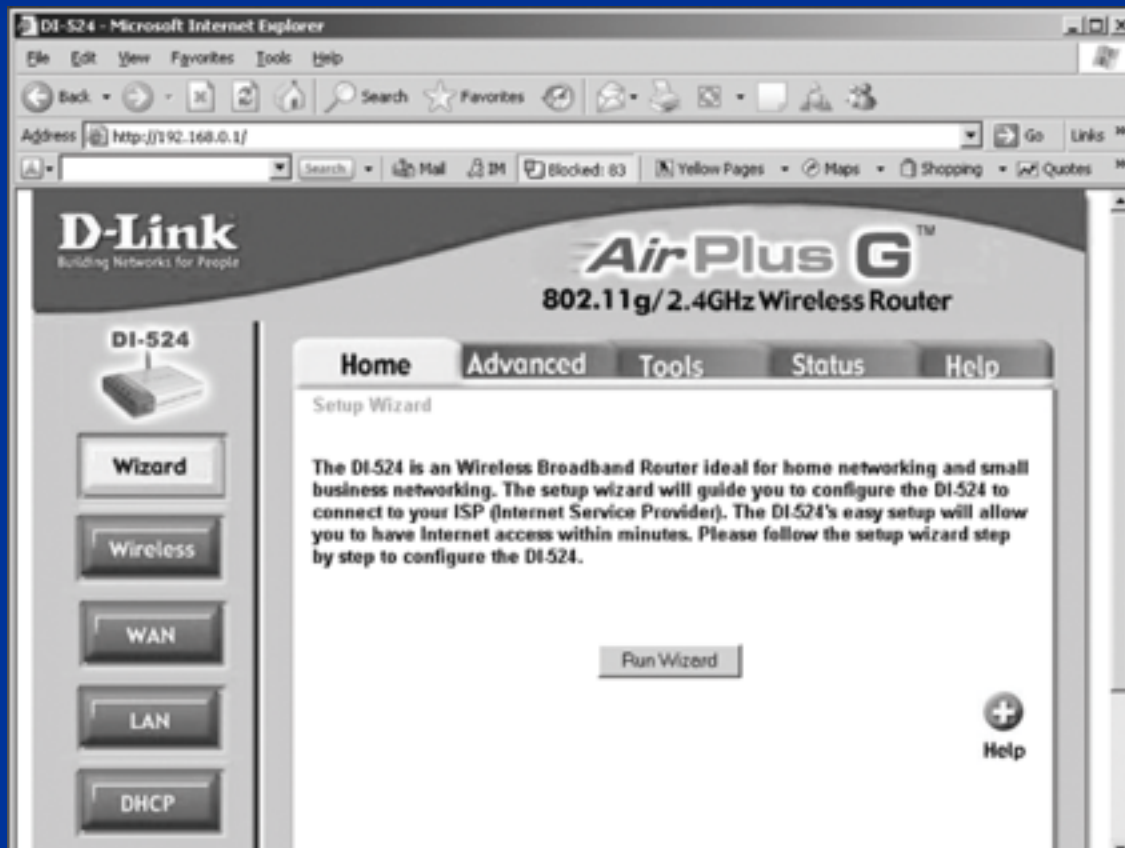 DI-524 - Microsoft Internet Explorer
File Edit View Favorites Tools Help
Back Search Favorites
Address http://192.168.0.1/ Go Links
Search Mail IM Blocked: 83 Yellow Pages Maps Shopping Quotes
D-Link
Building Networks for People
AirPlus G™
802.11g/2.4GHz Wireless Router
DI-524
Home Advanced Tools Status Help
Setup Wizard
Wizard
The DI-524 is an Wireless Broadband Router ideal for home networking and small
business networking. The setup wizard will guide you to configure the DI-524 to
connect to your ISP (Internet Service Provider). The DI-524's easy setup will allow
you to have Internet access within minutes. Please follow the setup wizard step
by step to configure the DI-524.
Wireless
WAN
Run Wizard
LAN
Help
DHCP